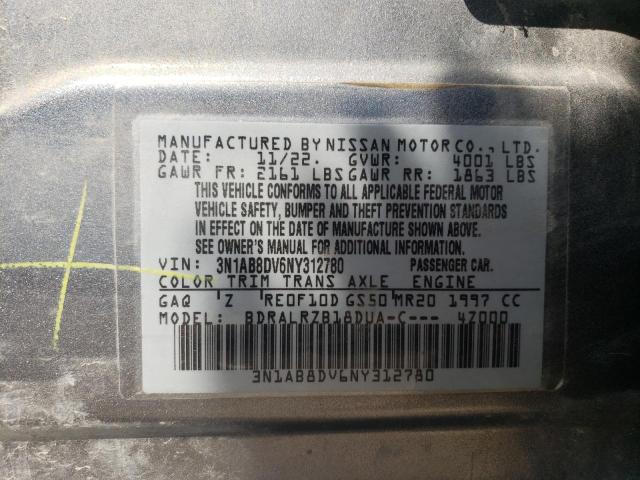 MANUFACTURED BY NISSAN MOTOR CO., LTD.
DATE: 11/22. GVWR: 4001 LBS
GAWR FR: 2161 LBS GAWR RR: 1863 LBS
THIS VEHICLE CONFORMS TO ALL APPLICABLE FEDERAL MOTOR
VEHICLE SAFETY, BUMPER AND THEFT PREVENTION STANDARDS
IN EFFECT ON THE DATE OF MANUFACTURE SHOWN ABOVE.
SEE OWNER'S MANUAL FOR ADDITIONAL INFORMATION.
VIN: 3N1AB8DV6NY312780 PASSENGER CAR.
COLOR TRIM TRANS AXLE ENGINE
GAQ Z RE0F10D GS50 MR20 1997 CC
MODEL: BDRALRZB18DUA-C--- 4Z000
3N1AB8DV6NY312780